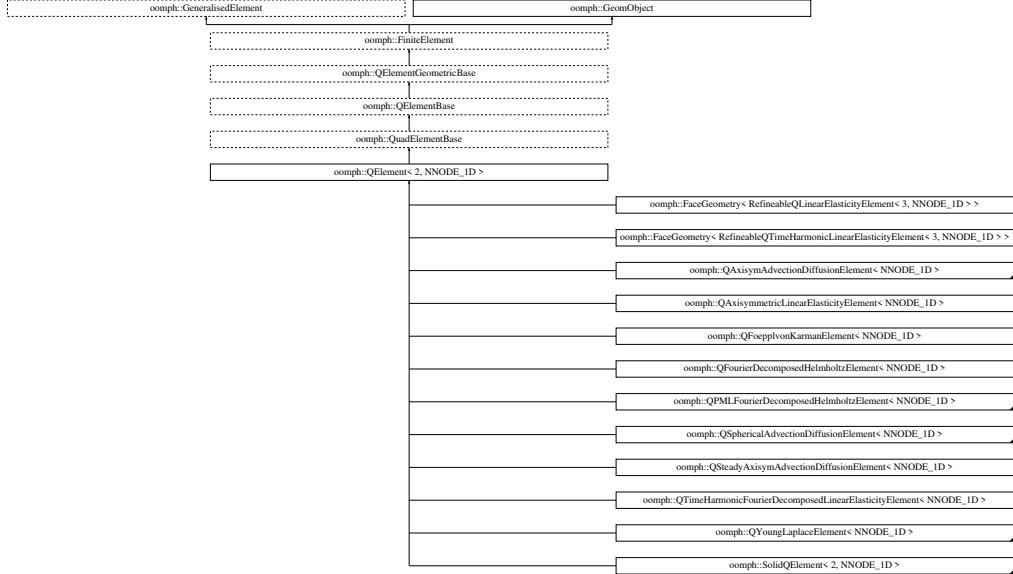 oomph::GeneralisedElement
oomph::GeomObject
oomph::FiniteElement
oomph::QElementGeometricBase
oomph::QElementBase
oomph::QuadElementBase
oomph::QElement< 2, NNODE_1D >
oomph::FaceGeometry< RefineableQLinearElasticityElement< 3, NNODE_1D > >
oomph::FaceGeometry< RefineableQTimeHarmonicLinearElasticityElement< 3, NNODE_1D > >
oomph::QAxisymAdvectionDiffusionElement< NNODE_1D >
oomph::QAxisymmetricLinearElasticityElement< NNODE_1D >
oomph::QFoepplvonKarmanElement< NNODE_1D >
oomph::QFourierDecomposedHelmholtzElement< NNODE_1D >
oomph::QPMLFourierDecomposedHelmholtzElement< NNODE_1D >
oomph::QSphericalAdvectionDiffusionElement< NNODE_1D >
oomph::QSteadyAxisymAdvectionDiffusionElement< NNODE_1D >
oomph::QTimeHarmonicFourierDecomposedLinearElasticityElement< NNODE_1D >
oomph::QYoungLaplaceElement< NNODE_1D >
oomph::SolidQElement< 2, NNODE_1D >